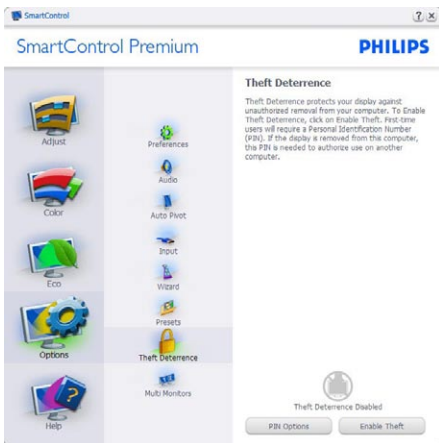 SmartControl
SmartControl Premium
PHILIPS
Adjust
Color
Eco
Options
Help
Preferences
Audio
Auto Pivot
Input
Wizard
Presets
Theft Deterrence
Multi Monitors
Theft Deterrence
Theft Deterrence protects your display against
unauthorized removal from your computer. To Enable
Theft Deterrence, click on Enable Theft. First-time
users will require a Personal Identification Number
(PIN). If the display is removed from this computer,
this PIN is needed to authorize use on another
computer.
Theft Deterrence Disabled
PIN Options
Enable Theft